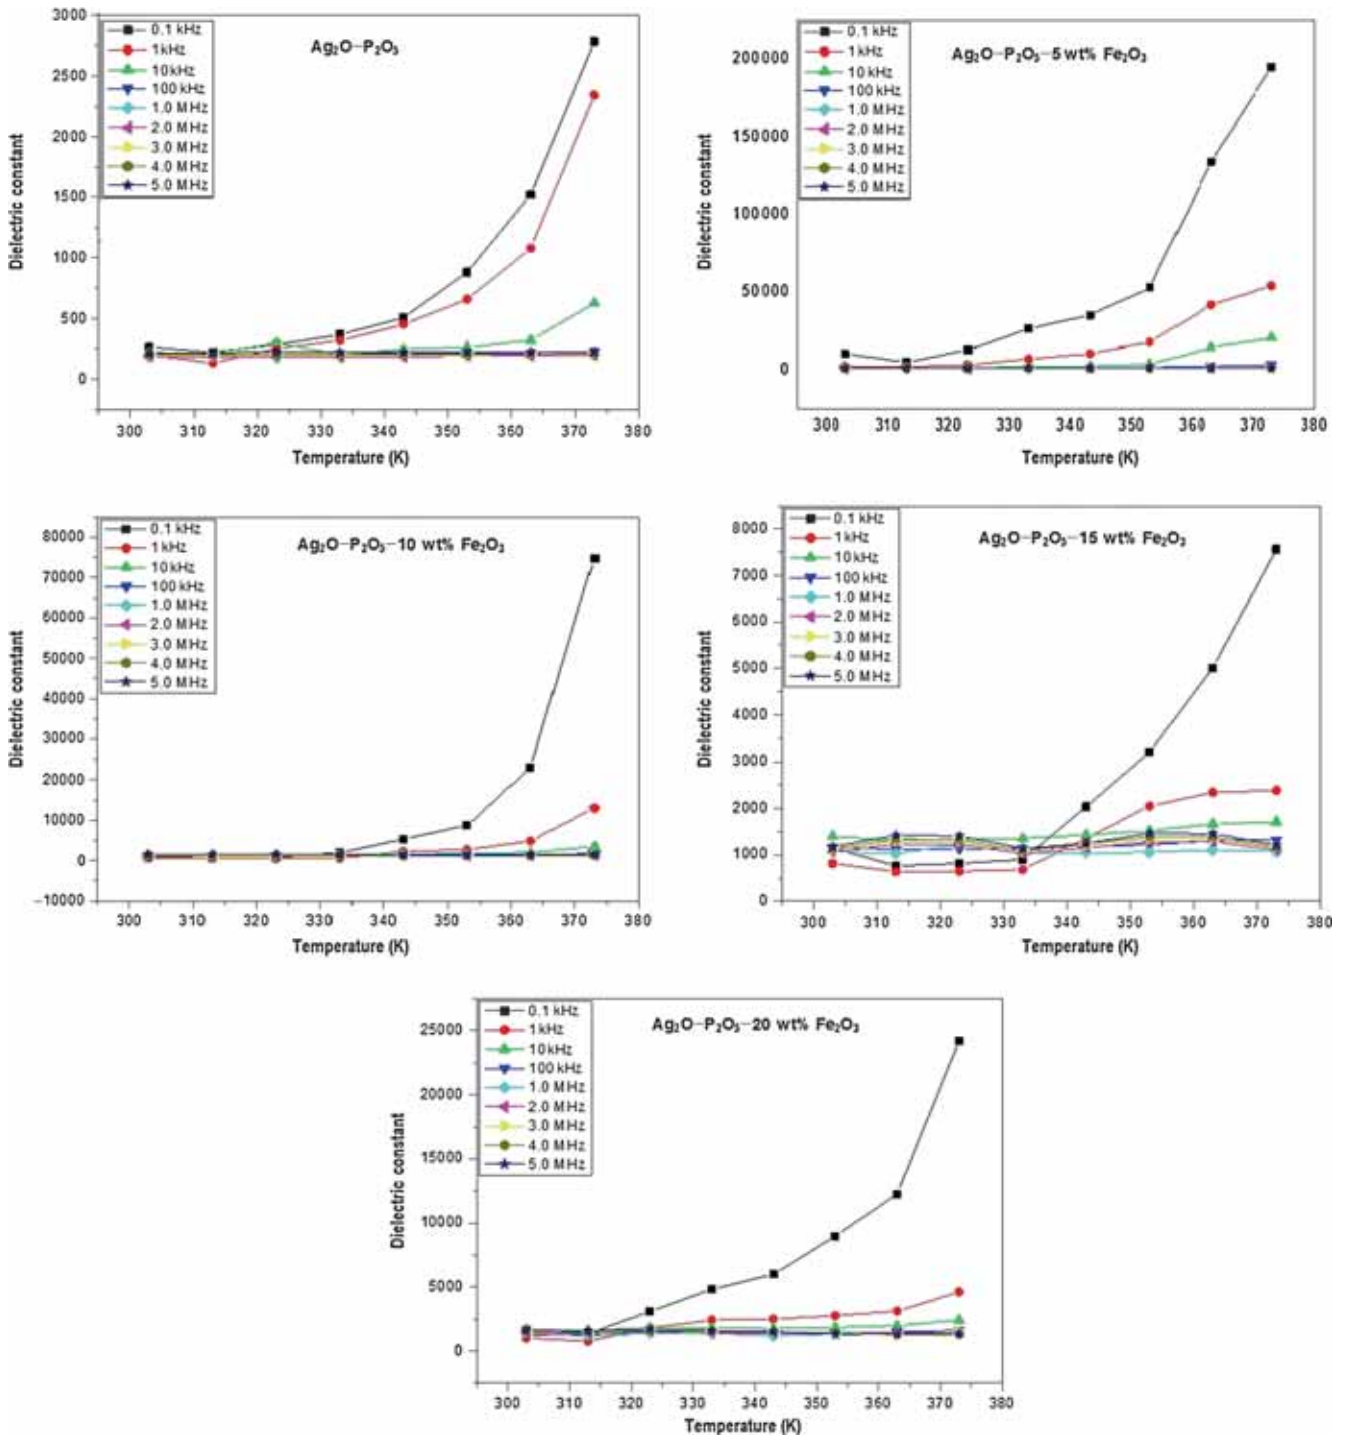 Ag₂O–P₂O₅
0.1 kHz
1kHz
10kHz
100 kHz
1.0 MHz
2.0 MHz
3.0 MHz
4.0 MHz
5.0 MHz
3000
2500
2000
1500
1000
500
0
Dielectric constant
300 310 320 330 340 350 360 370 380
Temperature (K)
Ag₂O–P₂O₅–5 wt% Fe₂O₃
0.1 kHz
1kHz
10 kHz
100 kHz
1.0 MHz
2.0 MHz
3.0 MHz
4.0 MHz
5.0 MHz
200000
150000
100000
50000
0
Dielectric constant
300 310 320 330 340 350 360 370 380
Temperature (K)
Ag₂O–P₂O₅–10 wt% Fe₂O₃
0.1 kHz
1kHz
10kHz
100 kHz
1.0 MHz
2.0 MHz
3.0 MHz
4.0 MHz
5.0 MHz
80000
70000
60000
50000
40000
30000
20000
10000
0
–10000
Dielectric constant
300 310 320 330 340 350 360 370 380
Temperature (K)
Ag₂O–P₂O₅–15 wt% Fe₂O₃
0.1 kHz
1kHz
10kHz
100 kHz
1.0 MHz
2.0 MHz
3.0 MHz
4.0 MHz
5.0 MHz
8000
7000
6000
5000
4000
3000
2000
1000
0
Dielectric constant
300 310 320 330 340 350 360 370 380
Temperature (K)
Ag₂O–P₂O₅–20 wt% Fe₂O₃
0.1 kHz
1kHz
10kHz
100 kHz
1.0 MHz
2.0 MHz
3.0 MHz
4.0 MHz
5.0 MHz
25000
20000
15000
10000
5000
0
Dielectric constant
300 310 320 330 340 350 360 370 380
Temperature (K)